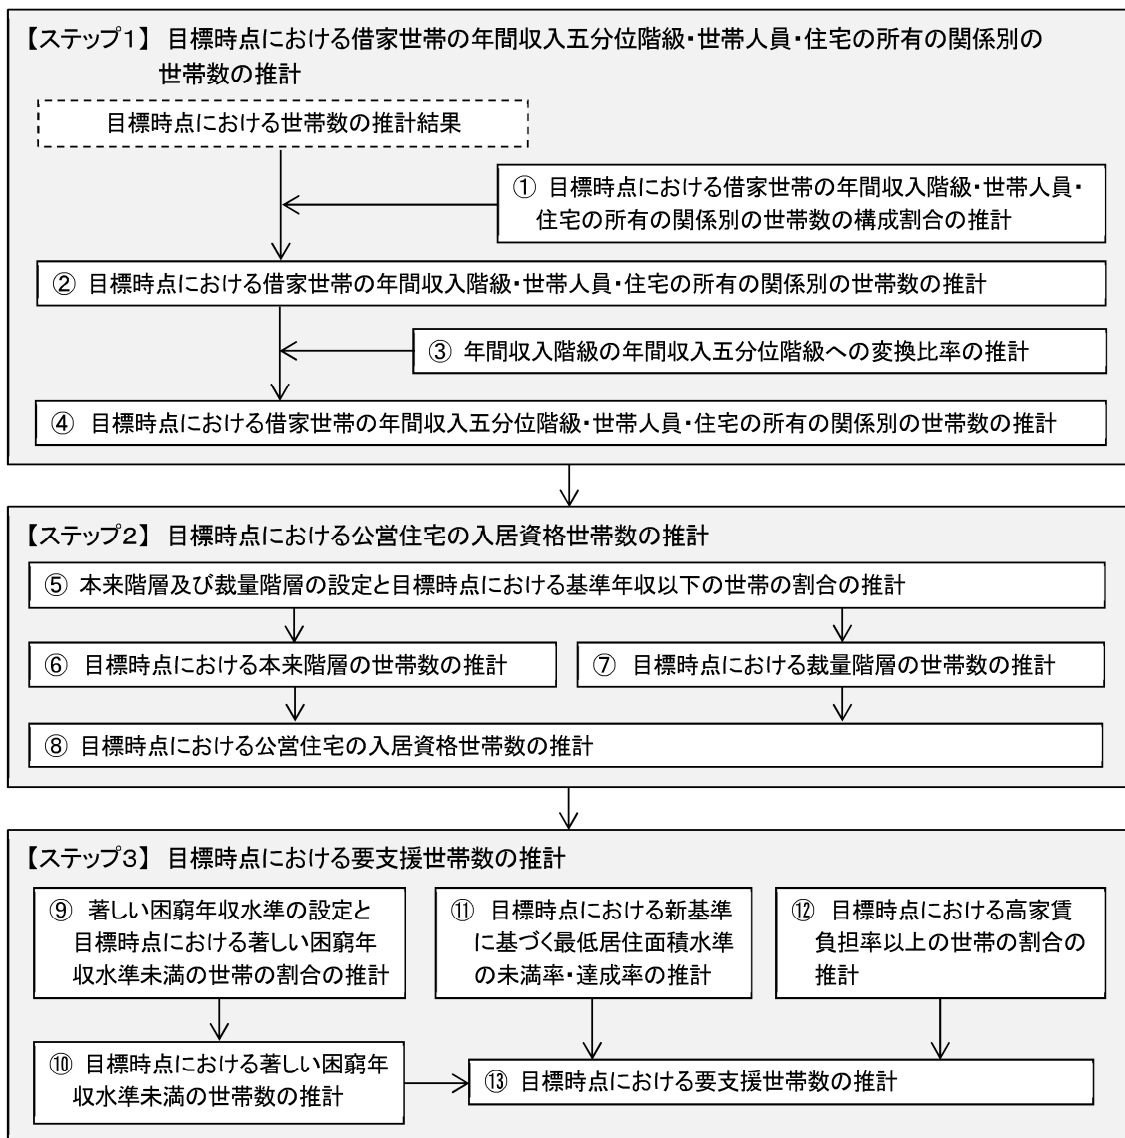 【ステップ1】 目標時点における借家世帯の年間収入五分位階級・世帯人員・住宅の所有の関係別の
世帯数の推計
目標時点における世帯数の推計結果
① 目標時点における借家世帯の年間収入階級・世帯人員・
住宅の所有の関係別の世帯数の構成割合の推計
② 目標時点における借家世帯の年間収入階級・世帯人員・住宅の所有の関係別の世帯数の推計
③ 年間収入階級の年間収入五分位階級への変換比率の推計
④ 目標時点における借家世帯の年間収入五分位階級・世帯人員・住宅の所有の関係別の世帯数の推計
【ステップ2】 目標時点における公営住宅の入居資格世帯数の推計
⑤ 本来階層及び裁量階層の設定と目標時点における基準年収以下の世帯の割合の推計
⑥ 目標時点における本来階層の世帯数の推計
⑦ 目標時点における裁量階層の世帯数の推計
⑧ 目標時点における公営住宅の入居資格世帯数の推計
【ステップ3】 目標時点における要支援世帯数の推計
⑨ 著しい困窮年収水準の設定と
目標時点における著しい困窮年
収水準未満の世帯の割合の推計
⑪ 目標時点における新基準
に基づく最低居住面積水準
の未満率・達成率の推計
⑫ 目標時点における高家賃
負担率以上の世帯の割合の
推計
⑩ 目標時点における著しい困窮年
収水準未満の世帯数の推計
⑬ 目標時点における要支援世帯数の推計